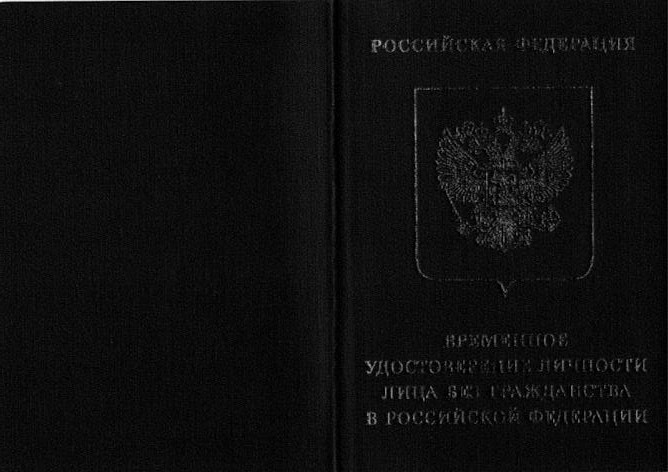 РОССИЙСКАЯ ФЕДЕРАЦИЯ
ВРЕМЕННОЕ
УДОСТОВЕРЕНИЕ ЛИЧНОСТИ
ЛИЦА БЕЗ ГРАЖДАНСТВА
В РОССИЙСКОЙ ФЕДЕРАЦИИ